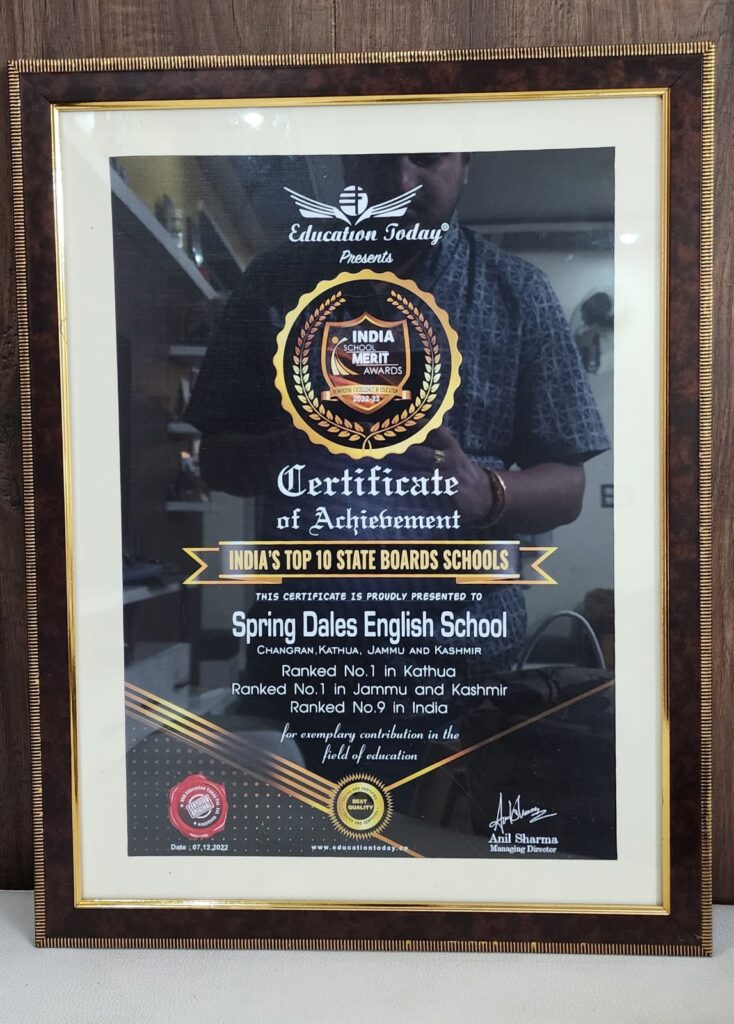 Education Today®
Presents
INDIA
SCHOOL
MERIT
AWARDS
2022-23
Certificate
of Achievement
INDIA'S TOP 10 STATE BOARDS SCHOOLS
THIS CERTIFICATE IS PROUDLY PRESENTED TO
Spring Dales English School
CHANGRAN,KATHUA, JAMMU AND KASHMIR
Ranked No.1 in Kathua
Ranked No.1 in Jammu and Kashmir
Ranked No.9 in India
for exemplary contribution in the
field of education
BEST
QUALITY
Anil Sharma
Managing Director
Date : 07,12,2022
www.educationtoday.co